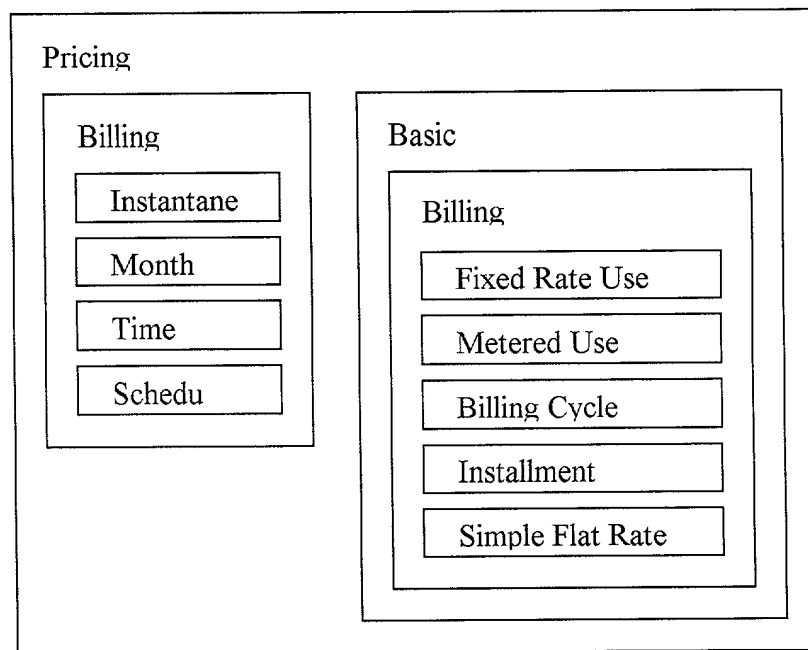 Pricing
Billing
Instantane
Month
Time
Schedu
Basic
Billing
Fixed Rate Use
Metered Use
Billing Cycle
Installment
Simple Flat Rate